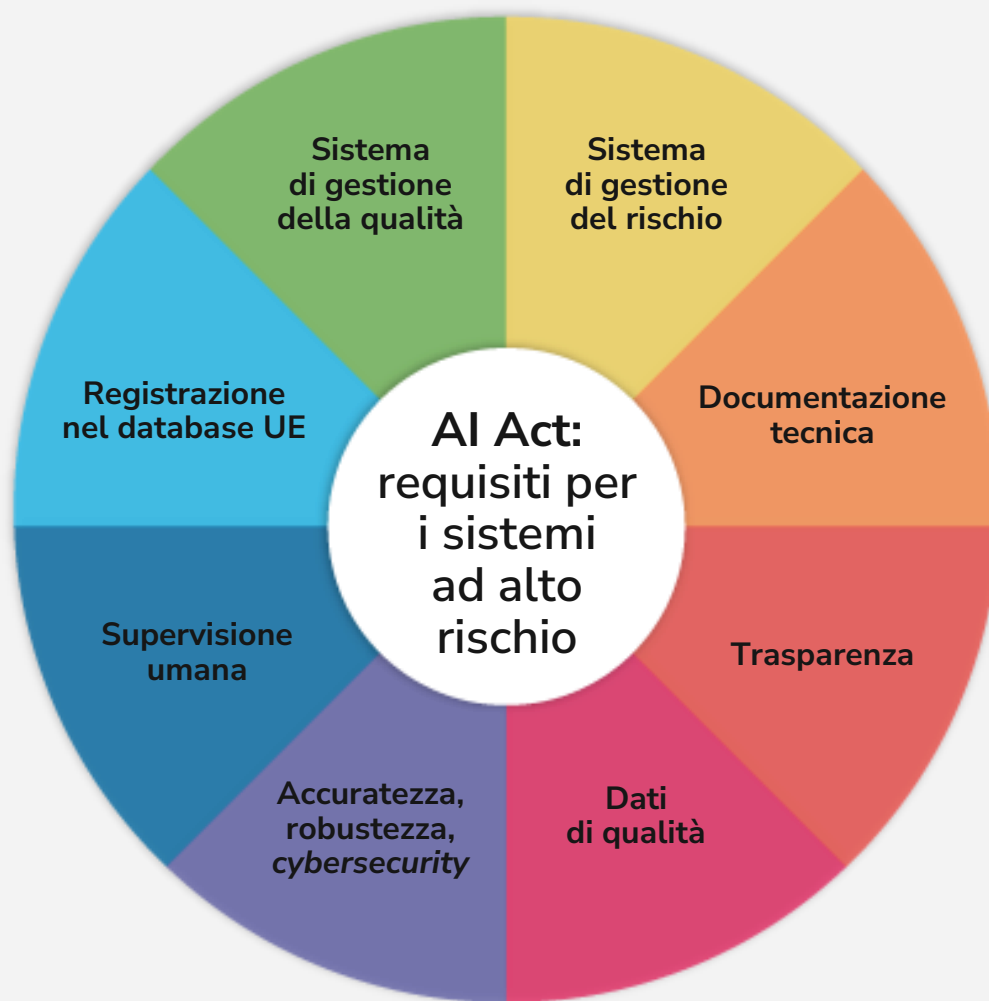 AI Act:
requisiti per
i sistemi
ad alto
rischio
Sistema
di gestione
del rischio
Documentazione
tecnica
Trasparenza
Dati
di qualità
Accuratezza,
robustezza,
cybersecurity
Supervisione
umana
Registrazione
nel database UE
Sistema
di gestione
della qualità